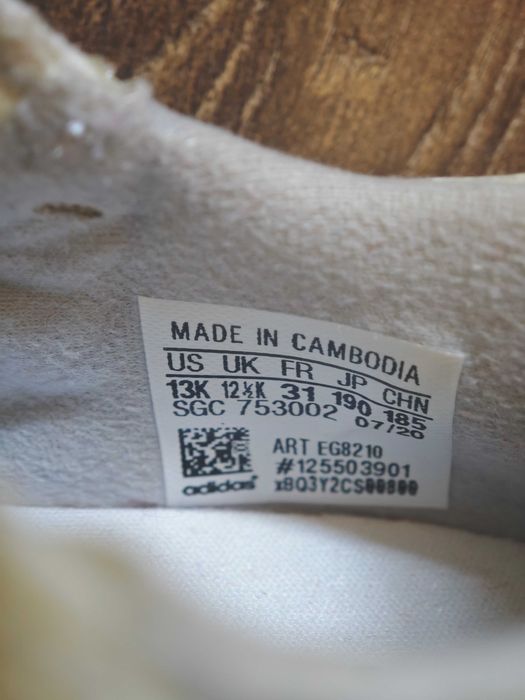 MADE IN CAMBODIA
US UK FR JP CHN
13K 12½K 31 190 185
SGC 753002 07/20
ART EG8210
#125503901
adidas